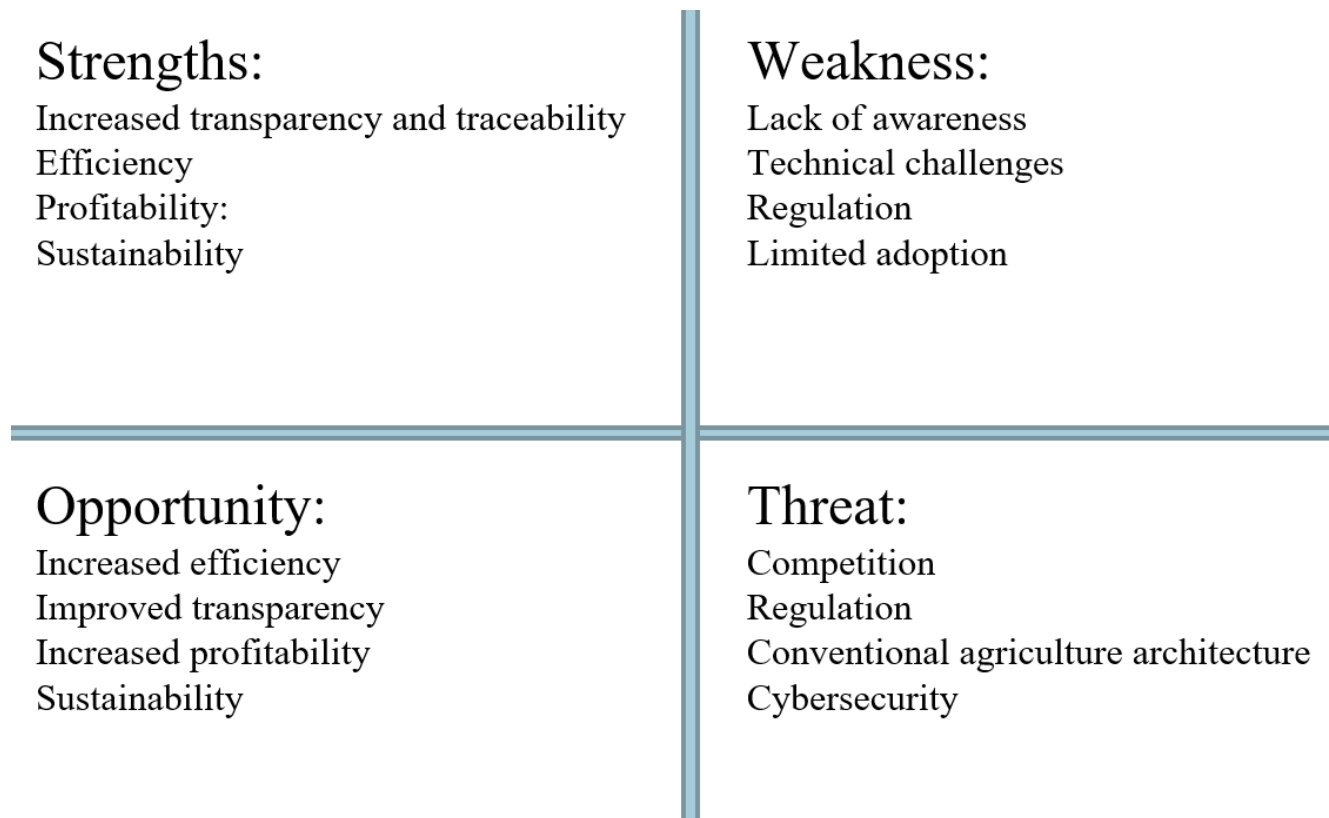 Strengths:
Increased transparency and traceability
Efficiency
Profitability:
Sustainability
Weakness:
Lack of awareness
Technical challenges
Regulation
Limited adoption
Opportunity:
Increased efficiency
Improved transparency
Increased profitability
Sustainability
Threat:
Competition
Regulation
Conventional agriculture architecture
Cybersecurity